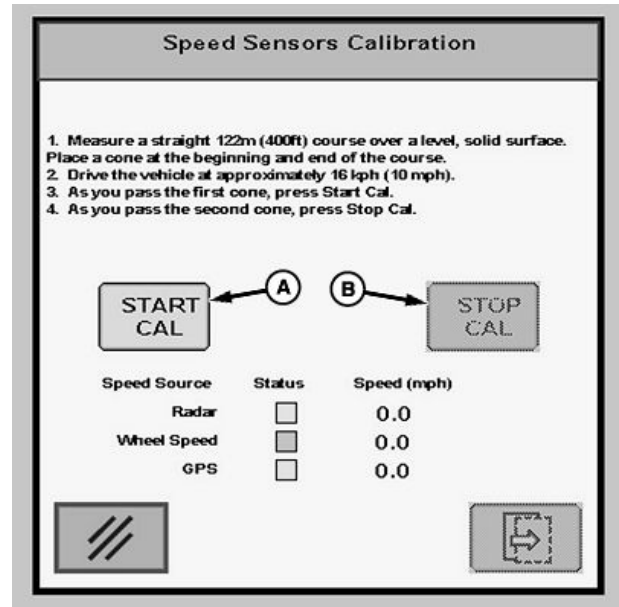 Speed Sensors Calibration
1. Measure a straight 122m (400ft) course over a level, solid surface.
Place a cone at the beginning and end of the course.
2. Drive the vehicle at approximately 16 kph (10 mph).
3. As you pass the first cone, press Start Cal.
4. As you pass the second cone, press Stop Cal.
A B
START STOP
CAL CAL
Speed Source Status Speed (mph)
Radar 0.0
Wheel Speed 0.0
GPS 0.0